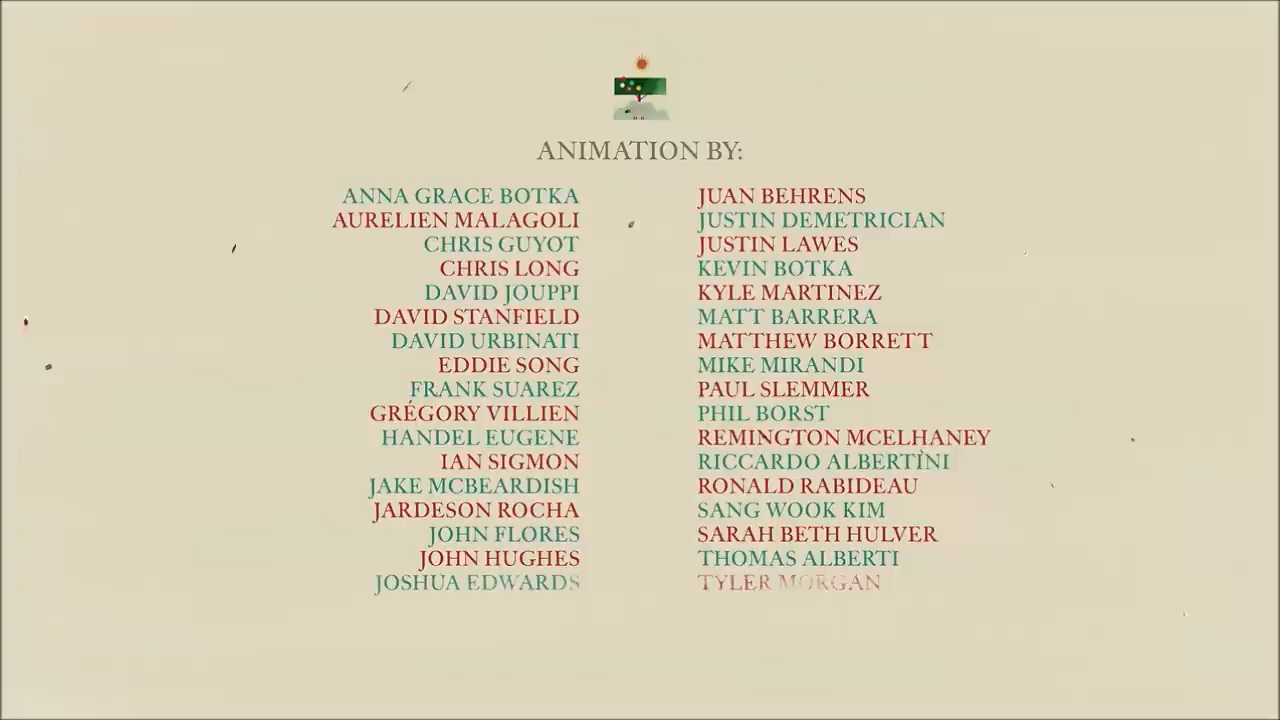 ANIMATION BY:
ANNA GRACE BOTKA
AURELIEN MALAGOLI
CHRIS GUYOT
CHRIS LONG
DAVID JOUPPI
DAVID STANFIELD
DAVID URBINATI
EDDIE SONG
FRANK SUAREZ
GRÉGORY VILLIEN
HANDEL EUGENE
IAN SIGMON
JAKE MCBEARDISH
JARDESON ROCHA
JOHN FLORES
JOHN HUGHES
JOSHUA EDWARDS
JUAN BEHRENS
JUSTIN DEMETRICIAN
JUSTIN LAWES
KEVIN BOTKA
KYLE MARTINEZ
MATT BARRERA
MATTHEW BORRETT
MIKE MIRANDI
PAUL SLEMMER
PHIL BORST
REMINGTON MCELHANEY
RICCARDO ALBERTINI
RONALD RABIDEAU
SANG WOOK KIM
SARAH BETH HULVER
THOMAS ALBERTI
TYLER MORGAN